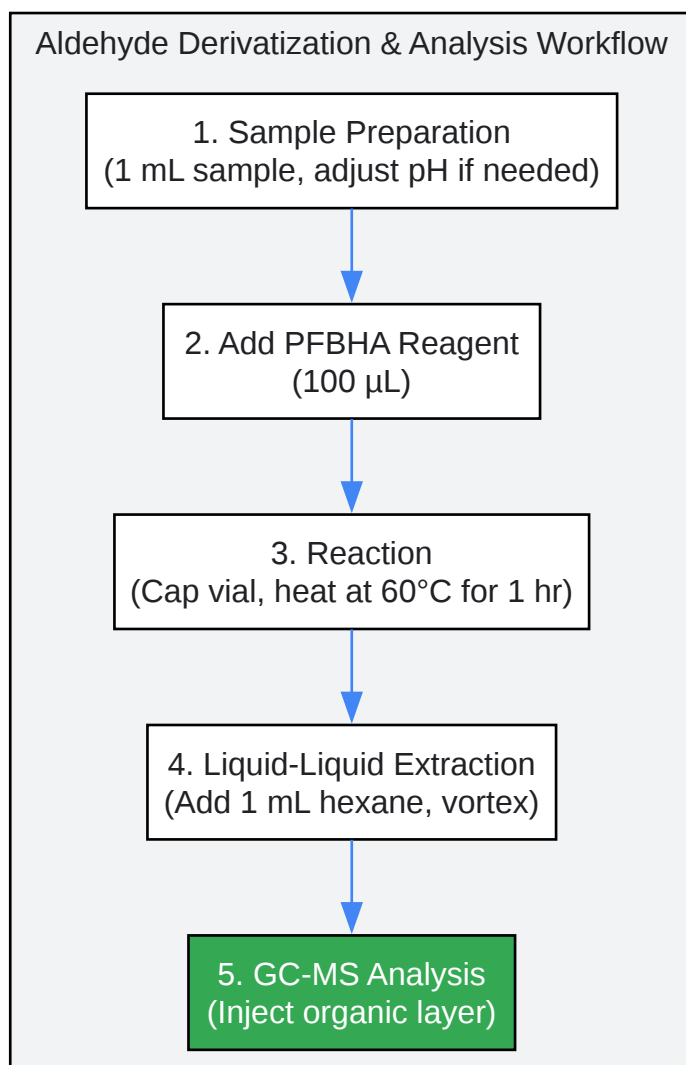 Aldehyde Derivatization & Analysis Workflow
1. Sample Preparation
(1 mL sample, adjust pH if needed)
2. Add PFBHA Reagent
(100 µL)
3. Reaction
(Cap vial, heat at 60°C for 1 hr)
4. Liquid-Liquid Extraction
(Add 1 mL hexane, vortex)
5. GC-MS Analysis
(Inject organic layer)